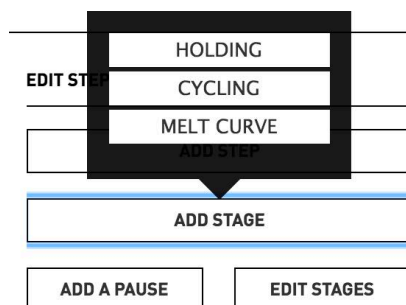 HOLDING
EDIT STEP
CYCLING
MELT CURVE
ADD STEP
ADD STAGE
ADD A PAUSE
EDIT STAGES